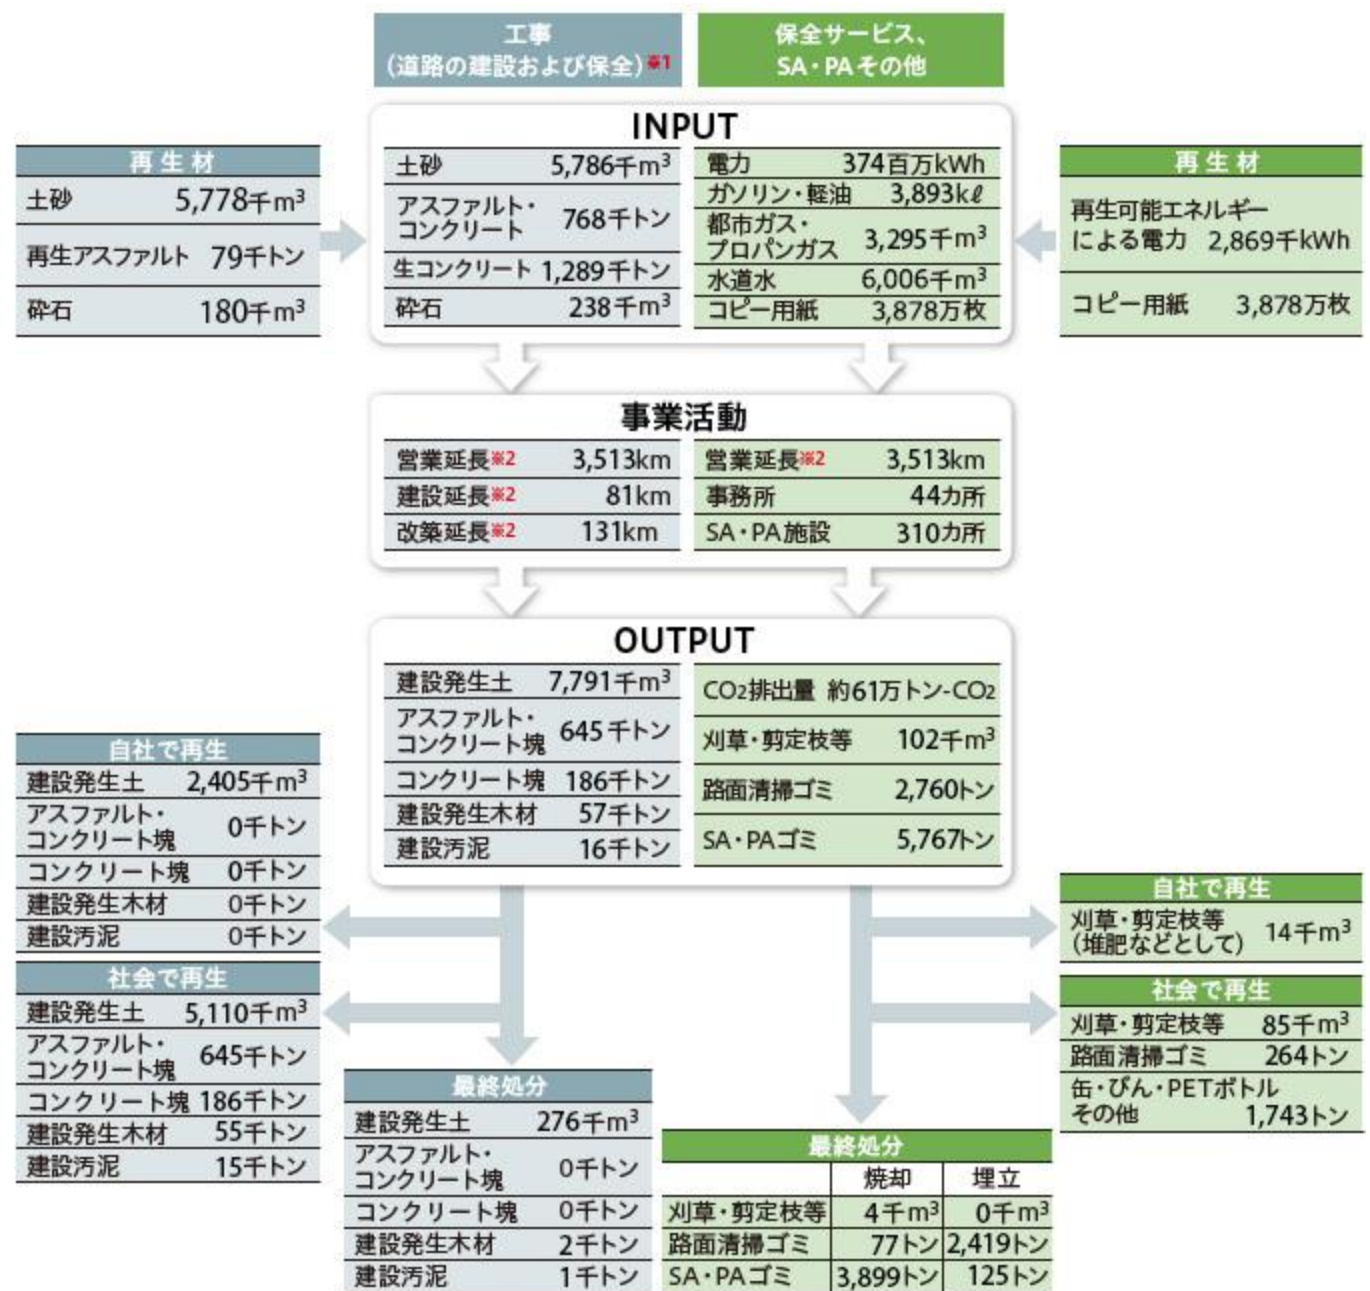 工事
(道路の建設および保全)※1
保全サービス、
SA・PAその他
INPUT
再生材
土砂 5,778千m³
再生アスファルト 79千トン
砕石 180千m³
土砂 5,786千m³
アスファルト・
コンクリート 768千トン
生コンクリート 1,289千トン
砕石 238千m³
電力 374百万kWh
ガソリン・軽油 3,893kℓ
都市ガス・
プロパンガス 3,295千m³
水道水 6,006千m³
コピー用紙 3,878万枚
再生材
再生可能エネルギー
による電力 2,869千kWh
コピー用紙 3,878万枚
事業活動
営業延長※2 3,513km
建設延長※2 81km
改築延長※2 131km
営業延長※2 3,513km
事務所 44カ所
SA・PA施設 310カ所
OUTPUT
建設発生土 7,791千m³
アスファルト・
コンクリート塊 645千トン
コンクリート塊 186千トン
建設発生木材 57千トン
建設汚泥 16千トン
CO2排出量 約61万トン-CO2
刈草・剪定枝等 102千m³
路面清掃ゴミ 2,760トン
SA・PAゴミ 5,767トン
自社で再生
建設発生土 2,405千m³
アスファルト・
コンクリート塊 0千トン
コンクリート塊 0千トン
建設発生木材 0千トン
建設汚泥 0千トン
社会で再生
建設発生土 5,110千m³
アスファルト・
コンクリート塊 645千トン
コンクリート塊 186千トン
建設発生木材 55千トン
建設汚泥 15千トン
最終処分
建設発生土 276千m³
アスファルト・
コンクリート塊 0千トン
コンクリート塊 0千トン
建設発生木材 2千トン
建設汚泥 1千トン
最終処分
焼却 埋立
刈草・剪定枝等 4千m³ 0千m³
路面清掃ゴミ 77トン 2,419トン
SA・PAゴミ 3,899トン 125トン
自社で再生
刈草・剪定枝等
(堆肥などとして) 14千m³
社会で再生
刈草・剪定枝等 85千m³
路面清掃ゴミ 264トン
缶・びん・PETボトル
その他 1,743トン